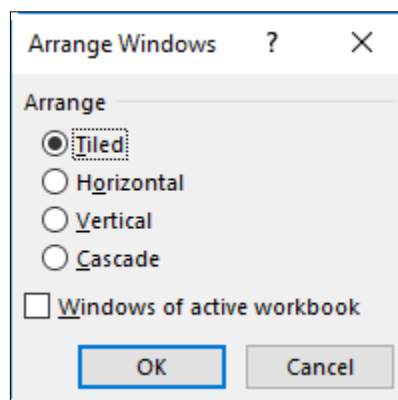 Arrange Windows ?
Arrange
Tiled
Horizontal
Vertical
Cascade
Windows of active workbook
OK Cancel